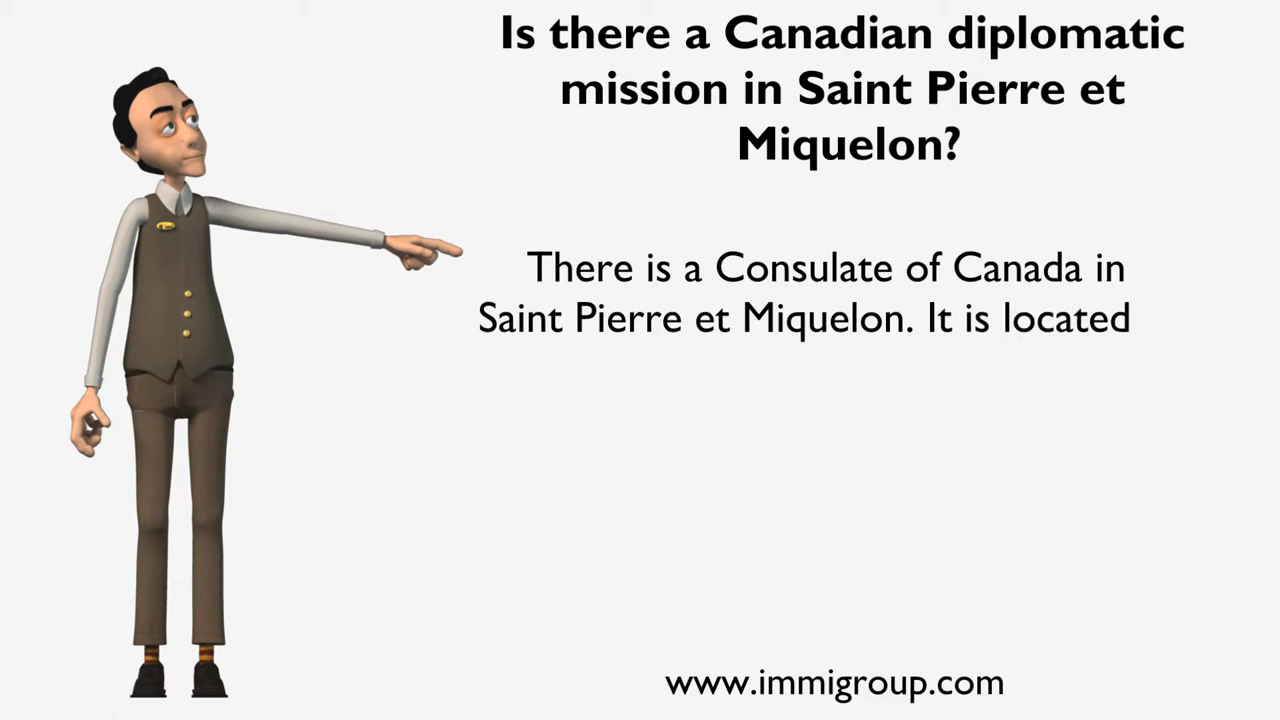 Is there a Canadian diplomatic
mission in Saint Pierre et
Miquelon?
There is a Consulate of Canada in
Saint Pierre et Miquelon. It is located
www.immigroup.com